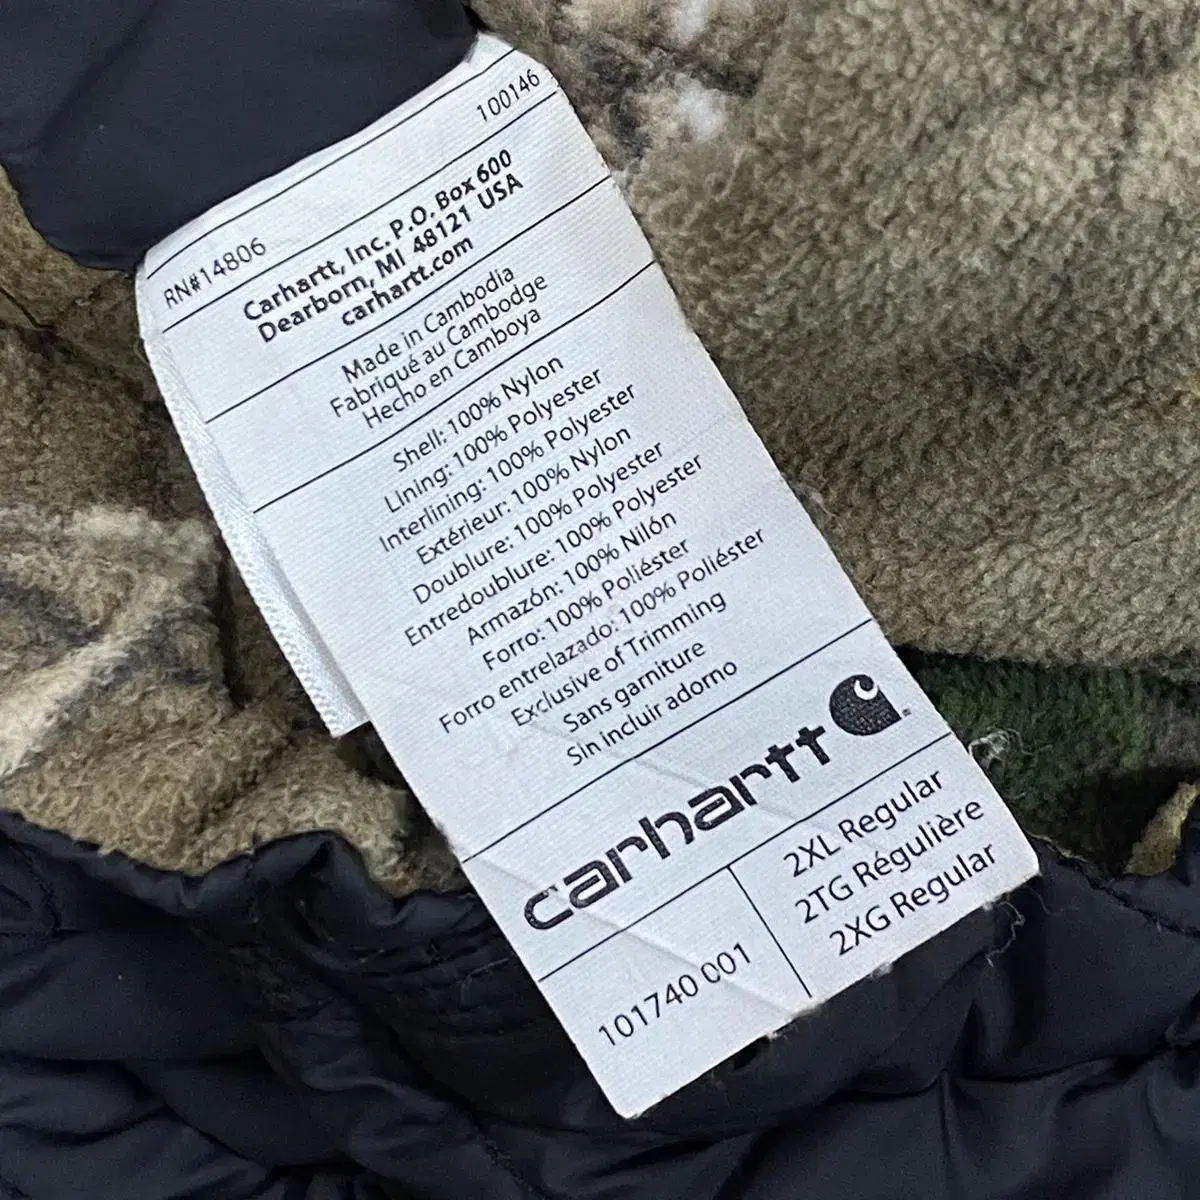 RN#14806 100146
Carhartt, Inc. P.O. Box 600
Dearborn, MI 48121 USA
carhartt.com
Made in Cambodia
Fabriqué au Cambodge
Hecho en Camboya
Shell: 100% Nylon
Lining: 100% Polyester
Interlining: 100% Polyester
Extérieur: 100% Nylon
Doublure: 100% Polyester
Entredoublure: 100% Polyester
Armazón: 100% Nilón
Forro: 100% Poliéster
Forro entrelazado: 100% Poliéster
Exclusive of Trimming
Sans garniture
Sin incluir adorno
carhartt
101740 001
2XL Regular
2TG Régulière
2XG Regular